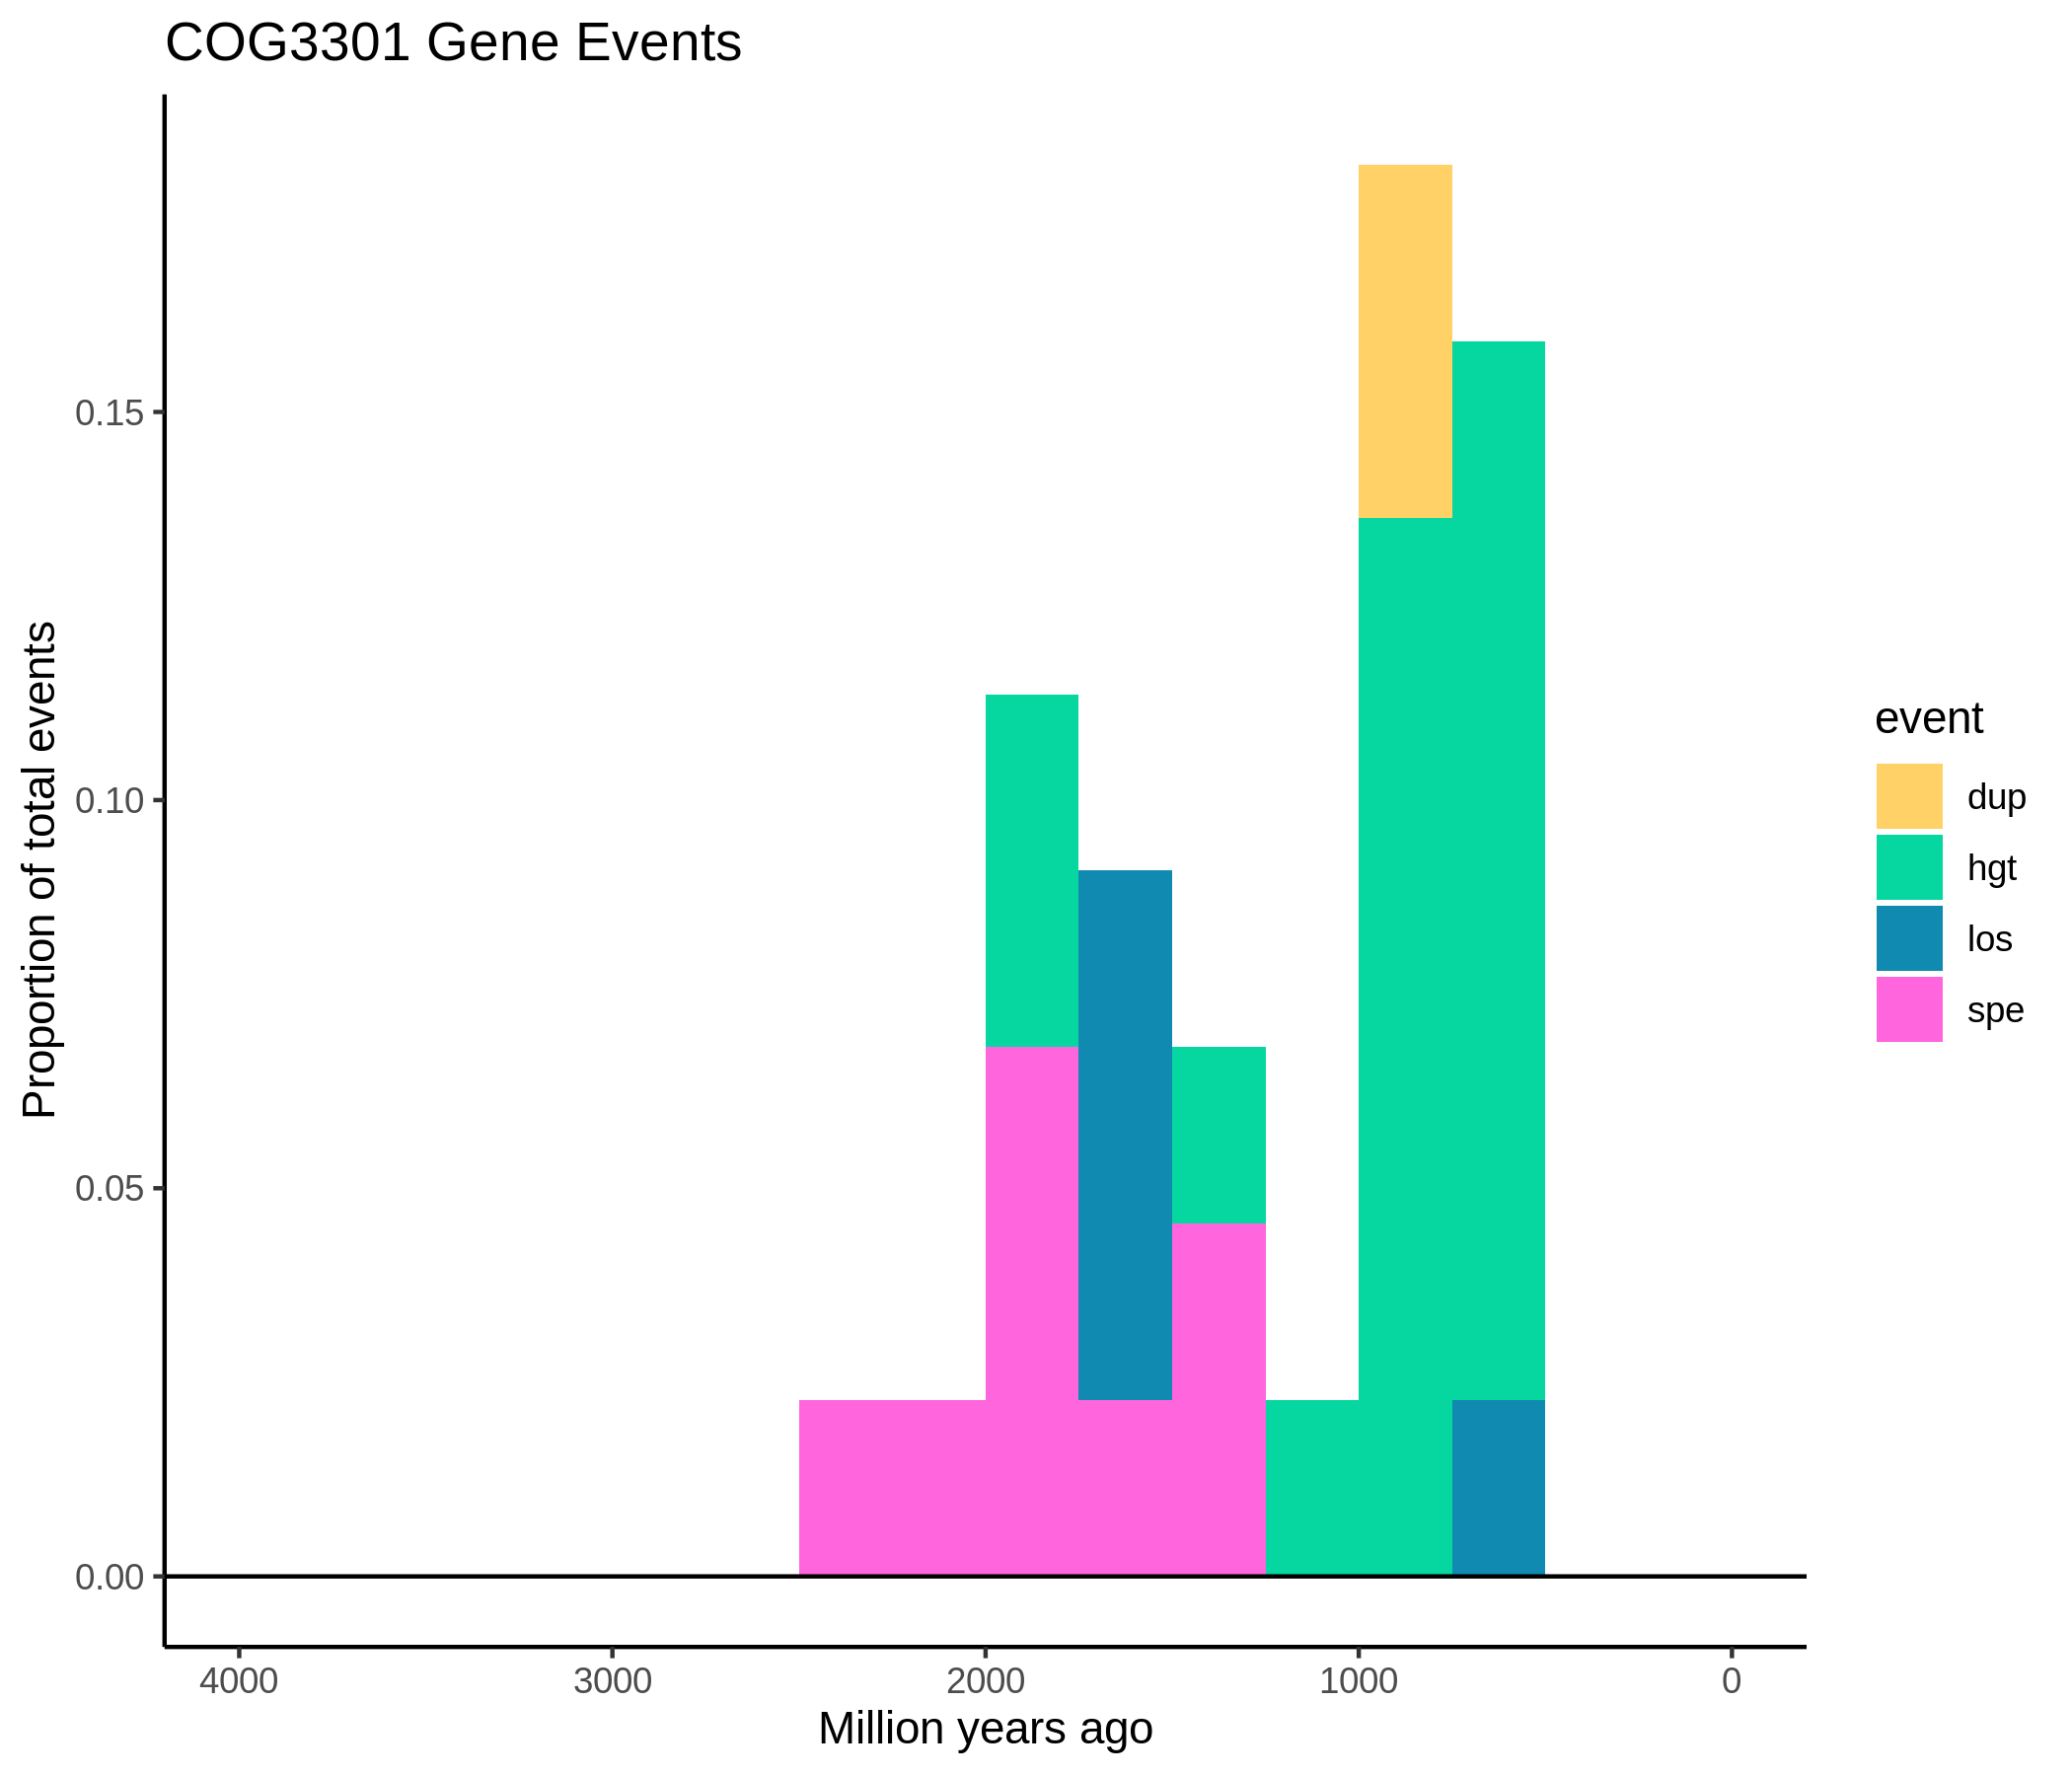 COG3301 Gene Events
Proportion of total events
0.15
0.10
0.05
0.00
4000 3000 2000 1000 0
Million years ago
event
dup
hgt
los
spe